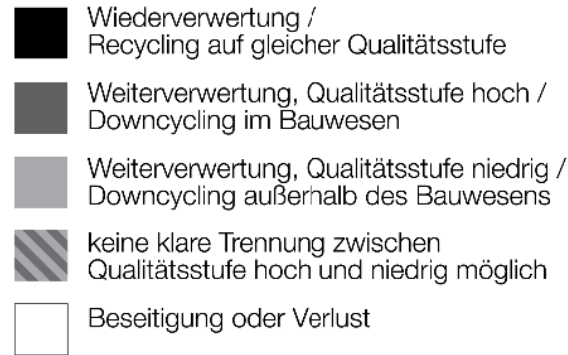 Wiederverwertung /
Recycling auf gleicher Qualitätsstufe
Weiterverwertung, Qualitätsstufe hoch /
Downcycling im Bauwesen
Weiterverwertung, Qualitätsstufe niedrig /
Downcycling außerhalb des Bauwesens
keine klare Trennung zwischen
Qualitätsstufe hoch und niedrig möglich
Beseitigung oder Verlust